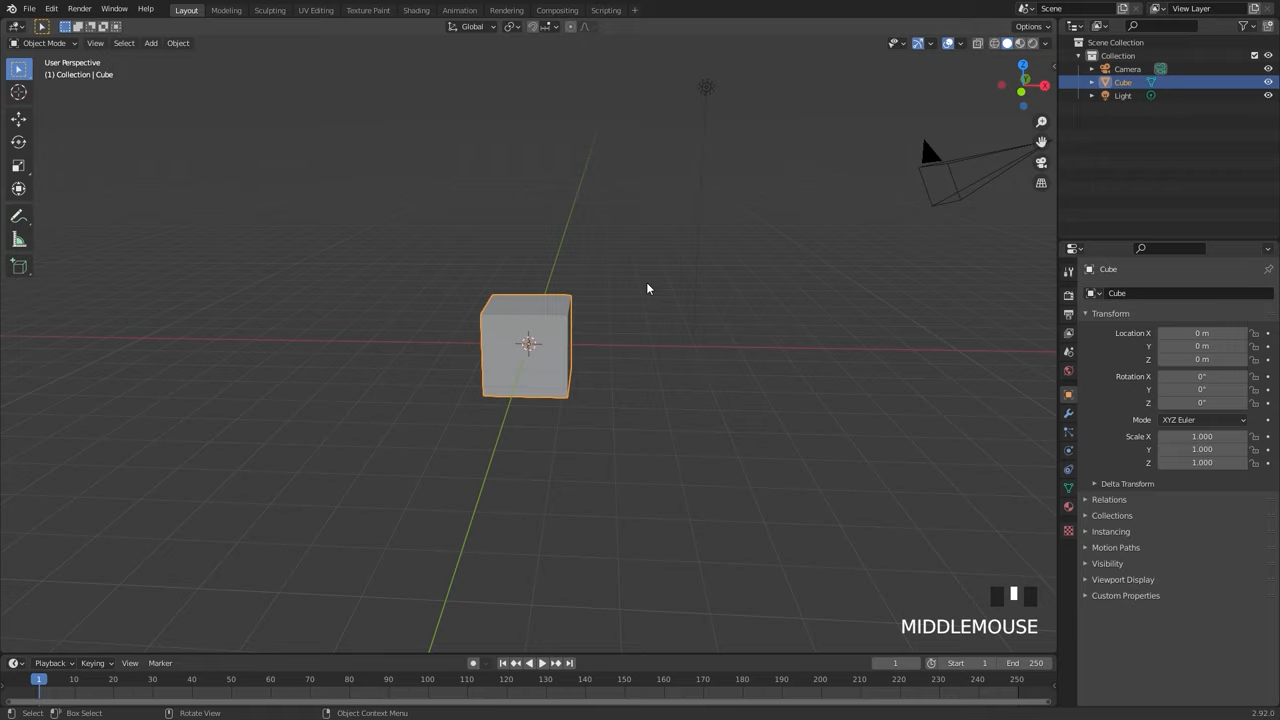 File Edit Render Window Help Layout Modeling Sculpting UV Editing Texture Paint Shading Animation Rendering Compositing Scripting + Scene View Layer
Global Options
Object Mode View Select Add Object
User Perspective
(1) Collection | Cube
Z
Y
X
Scene Collection
Collection
Camera
Cube
Light
Cube
Cube
Transform
Location X 0 m
Y 0 m
Z 0 m
Rotation X 0°
Y 0°
Z 0°
Mode XYZ Euler
Scale X 1.000
Y 1.000
Z 1.000
Delta Transform
Relations
Collections
Instancing
Motion Paths
Visibility
Viewport Display
Custom Properties
MIDDLEMOUSE
Playback Keying View Marker 1 Start 1 End 250
1 10 20 30 40 50 60 70 80 90 100 110 120 130 140 150 160 170 180 190 200 210 220 230 240 250
Select Box Select Rotate View Object Context Menu 2.92.0